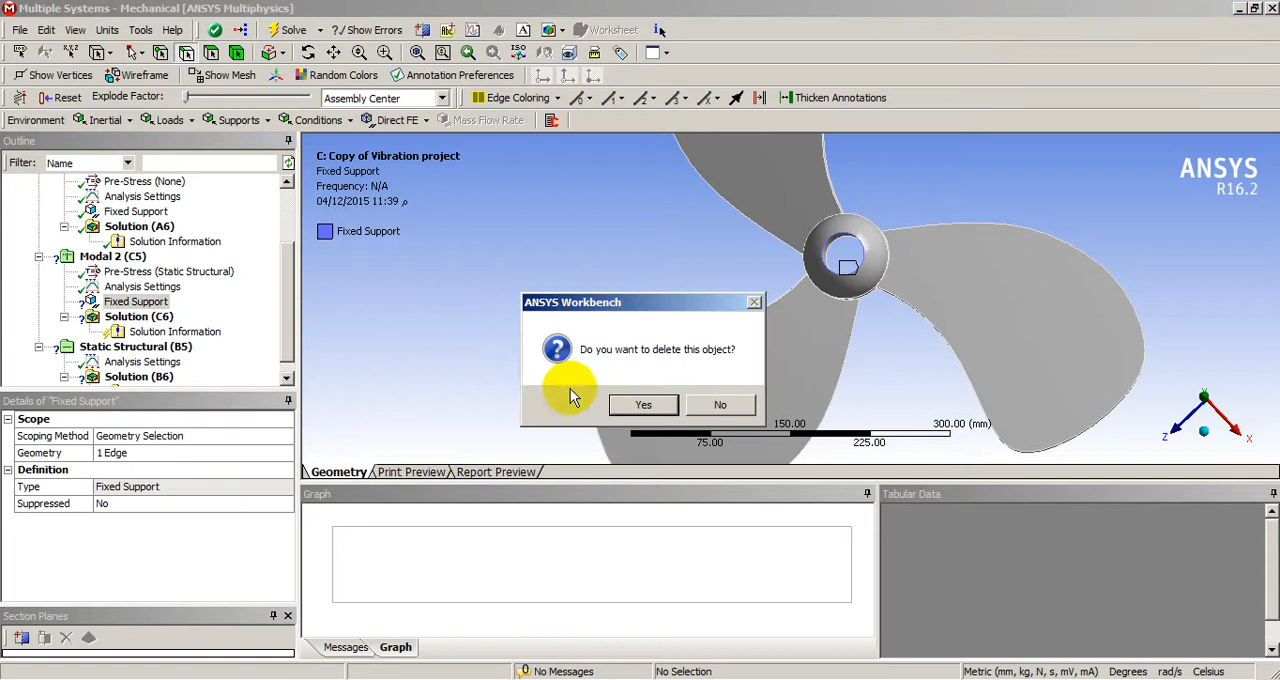 Multiple Systems - Mechanical [ANSYS Multiphysics]
File Edit View Units Tools Help Solve ?/Show Errors Worksheet
Show Vertices Wireframe Show Mesh Random Colors Annotation Preferences
Reset Explode Factor: Assembly Center Edge Coloring Thicken Annotations
Environment Inertial Loads Supports Conditions Direct FE Mass Flow Rate
Outline
Filter: Name
Pre-Stress (None)
Analysis Settings
Fixed Support
Solution (A6)
Solution Information
Modal 2 (C5)
Pre-Stress (Static Structural)
Analysis Settings
Fixed Support
Solution (C6)
Solution Information
Static Structural (B5)
Analysis Settings
Solution (B6)
Details of "Fixed Support"
Scope
Scoping Method Geometry Selection
Geometry 1 Edge
Definition
Type Fixed Support
Suppressed No
Section Planes
C: Copy of Vibration project
Fixed Support
Frequency: N/A
04/12/2015 11:39 م
Fixed Support
ANSYS
R16.2
ANSYS Workbench
Do you want to delete this object?
Yes No
150.00 300.00 (mm)
75.00 225.00
Y
Z X
Geometry Print Preview Report Preview
Graph
Tabular Data
Messages Graph
0 No Messages No Selection Metric (mm, kg, N, s, mV, mA) Degrees rad/s Celsius